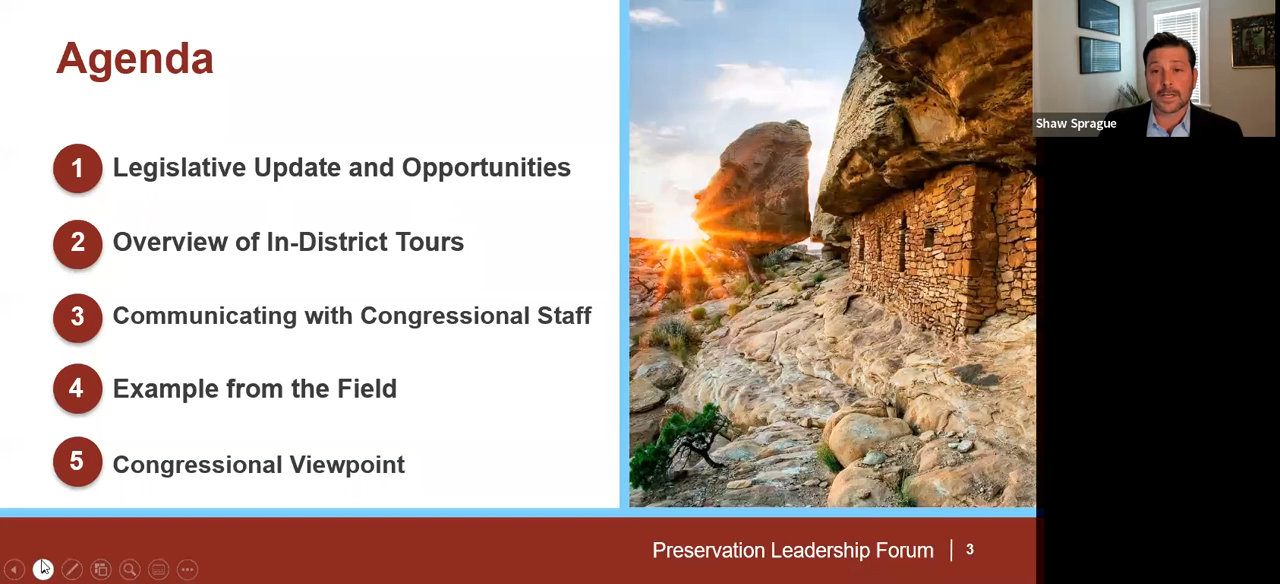 Agenda
1 Legislative Update and Opportunities
2 Overview of In-District Tours
3 Communicating with Congressional Staff
4 Example from the Field
5 Congressional Viewpoint
Preservation Leadership Forum | 3
Shaw Sprague